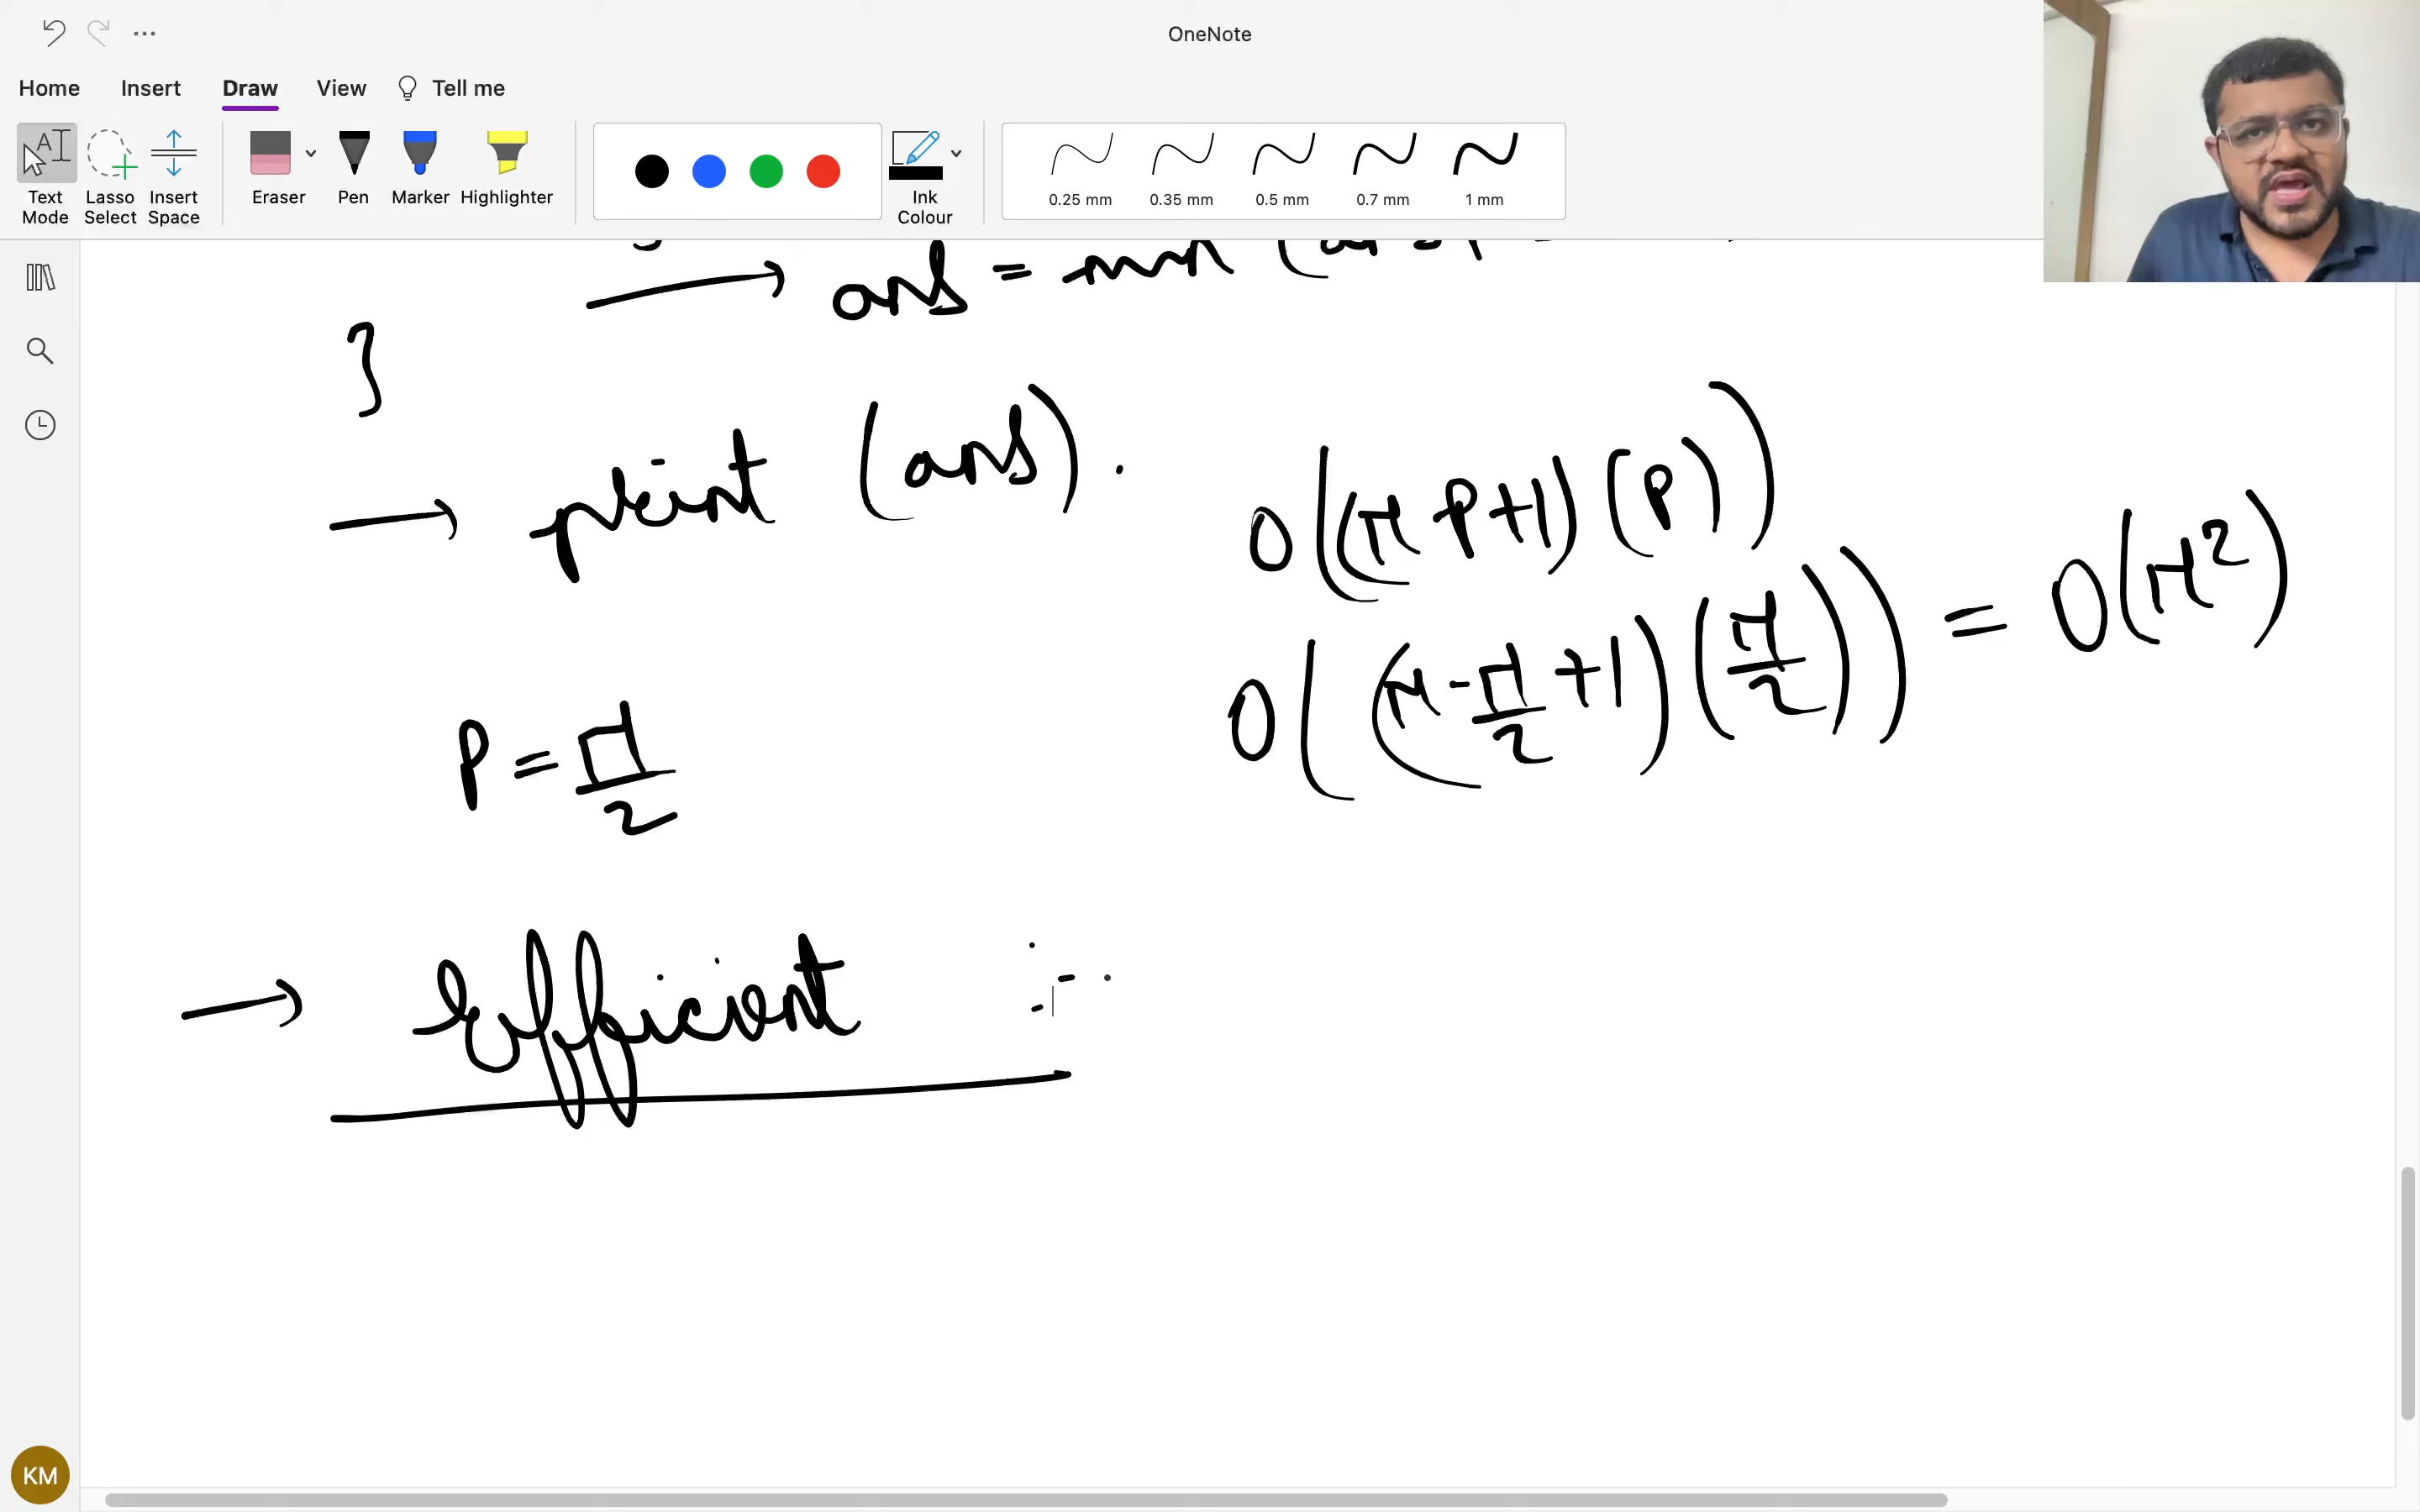 OneNote
Home Insert Draw View Tell me
Text Mode Lasso Select Insert Space Eraser Pen Marker Highlighter Ink Colour 0.25 mm 0.35 mm 0.5 mm 0.7 mm 1 mm
ans = min (ans,
}
→ print (ans).
O((n-p+1)(p))
O((n-n/2+1)(n/2)) = O(n²)
P = n/2
→ Efficient :-
KM